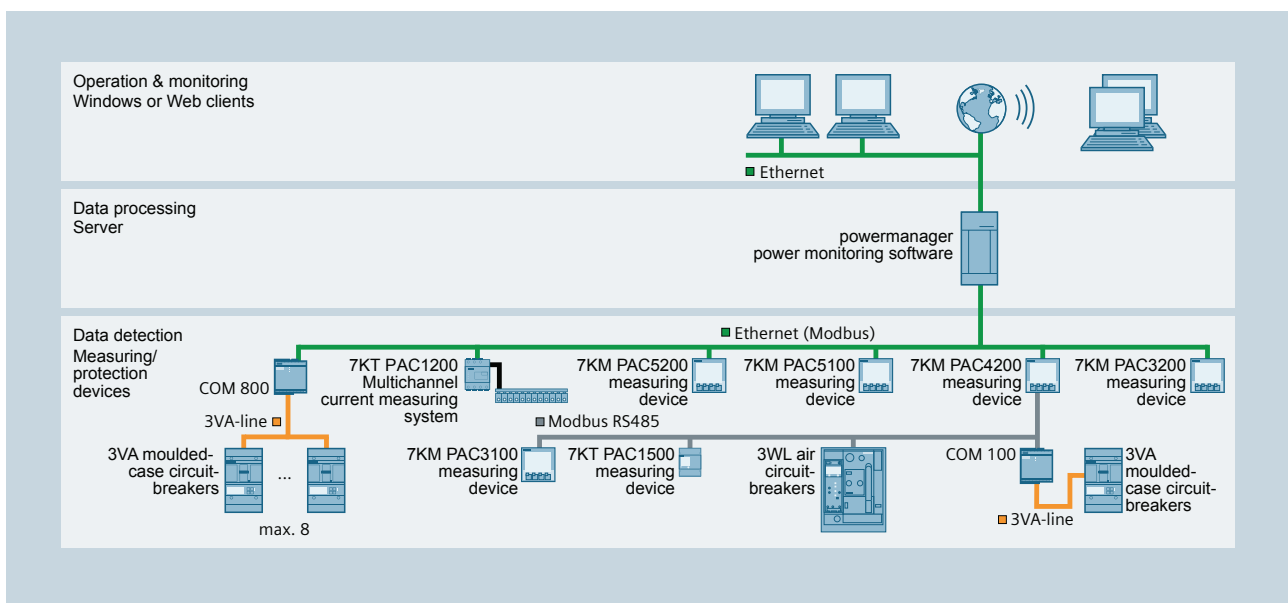 Operation & monitoring
Windows or Web clients
Ethernet
Data processing
Server
powermanager
power monitoring software
Data detection
Measuring/
protection
devices
Ethernet (Modbus)
COM 800
7KT PAC1200
Multichannel
current measuring
system
7KM PAC5200
measuring
device
7KM PAC5100
measuring
device
7KM PAC4200
measuring
device
7KM PAC3200
measuring
device
3VA-line
Modbus RS485
3VA moulded-
case circuit-
breakers
...
max. 8
7KM PAC3100
measuring
device
7KT PAC1500
measuring
device
3WL air
circuit-
breakers
COM 100
3VA
moulded-
case circuit-
breakers
3VA-line